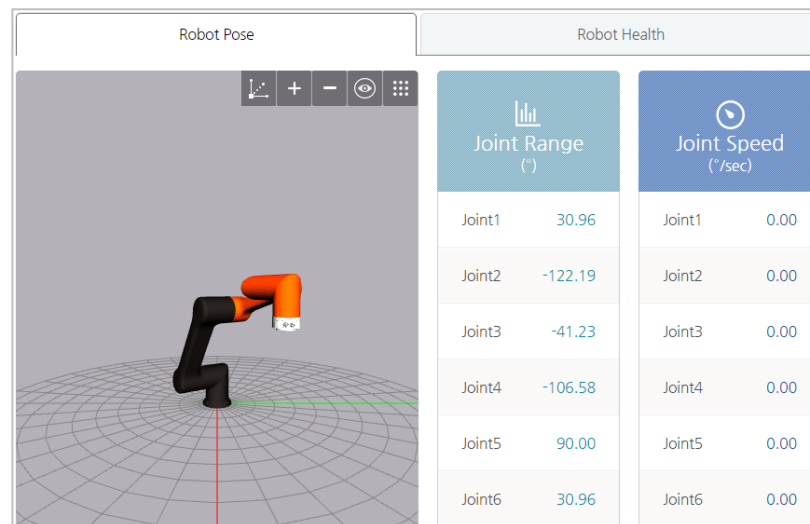 Robot Pose
Robot Health
Joint Range
(°)
Joint1 30.96
Joint2 -122.19
Joint3 -41.23
Joint4 -106.58
Joint5 90.00
Joint6 30.96
Joint Speed
(°/sec)
Joint1 0.00
Joint2 0.00
Joint3 0.00
Joint4 0.00
Joint5 0.00
Joint6 0.00